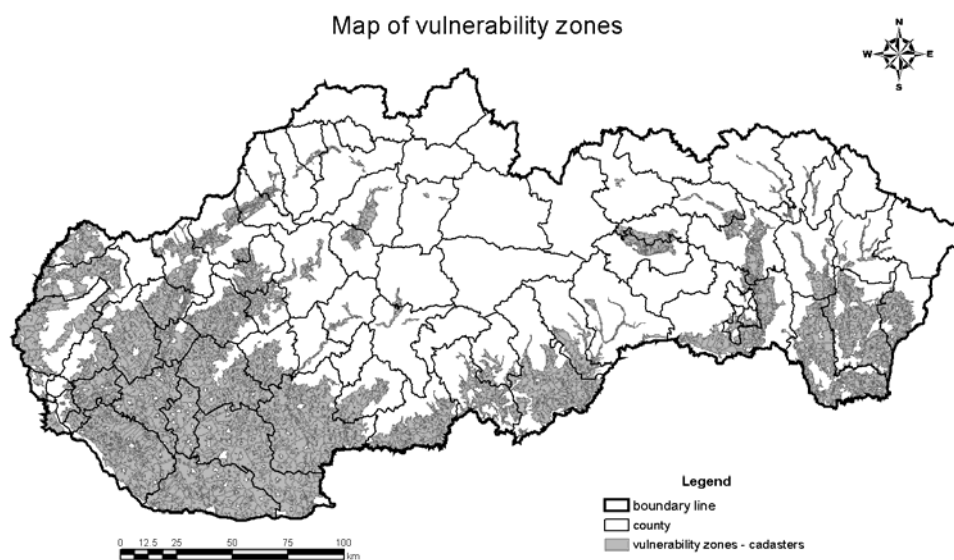 Map of vulnerability zones
N
W E
S
Legend
boundary line
county
vulnerability zones - cadasters
0 12.5 25 50 75 100
km